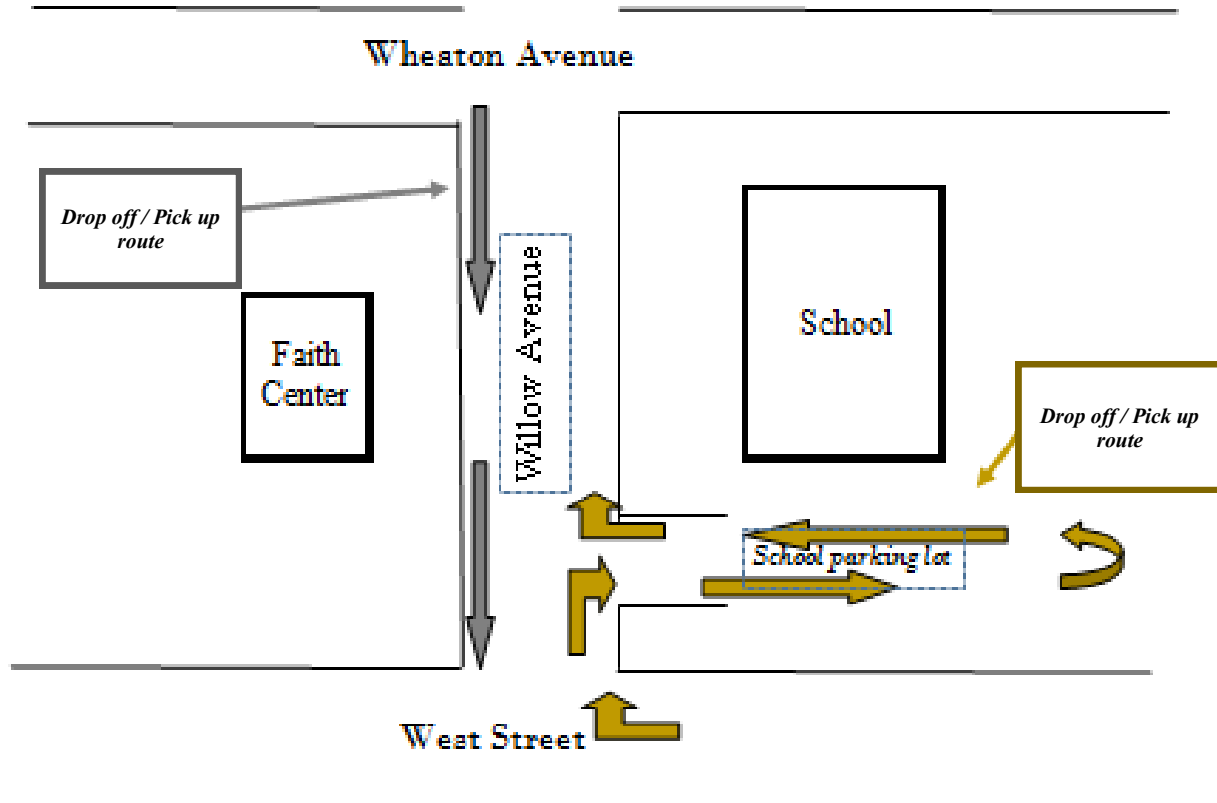 Wheaton Avenue
Drop off / Pick up
route
Faith
Center
Willow Avenue
School
Drop off / Pick up
route
School parking lot
West Street